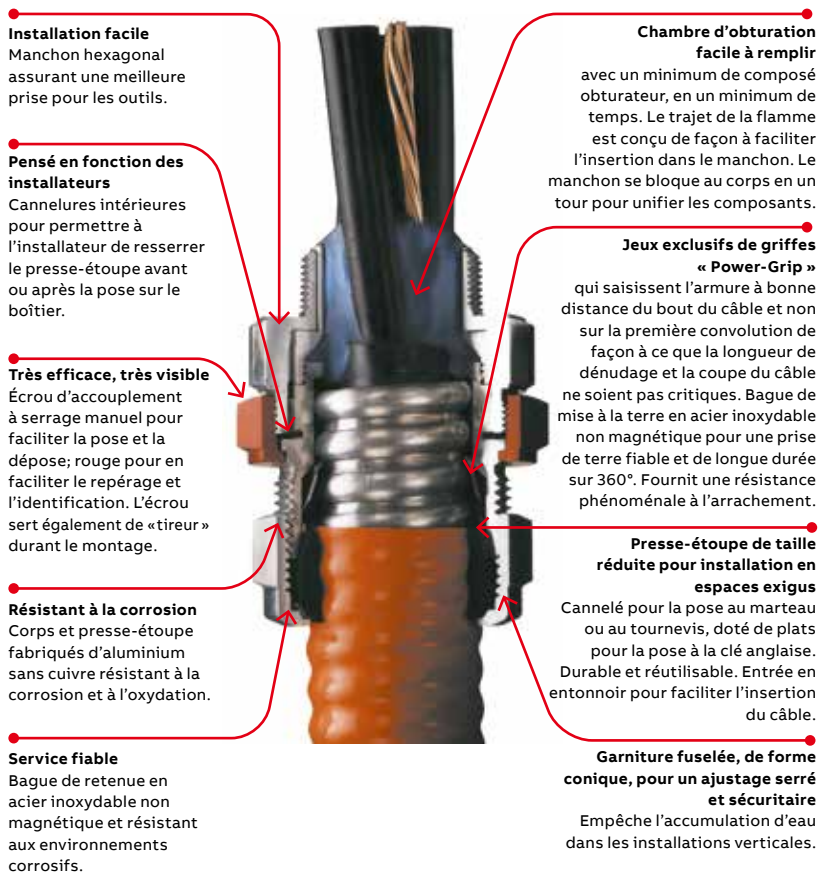 Installation facile
Manchon hexagonal
assurant une meilleure
prise pour les outils.
Pensé en fonction des
installateurs
Cannelures intérieures
pour permettre à
l’installateur de resserrer
le presse-étoupe avant
ou après la pose sur le
boîtier.
Très efficace, très visible
Écrou d’accouplement
à serrage manuel pour
faciliter la pose et la
dépose; rouge pour en
faciliter le repérage et
l’identification. L’écrou
sert également de «tireur»
durant le montage.
Résistant à la corrosion
Corps et presse-étoupe
fabriqués d’aluminium
sans cuivre résistant à la
corrosion et à l’oxydation.
Service fiable
Bague de retenue en
acier inoxydable non
magnétique et résistant
aux environnements
corrosifs.
Chambre d’obturation
facile à remplir
avec un minimum de composé
obturateur, en un minimum de
temps. Le trajet de la flamme
est conçu de façon à faciliter
l’insertion dans le manchon. Le
manchon se bloque au corps en un
tour pour unifier les composants.
Jeux exclusifs de griffes
« Power-Grip »
qui saisissent l’armure à bonne
distance du bout du câble et non
sur la première convolution de
façon à ce que la longueur de
dénudage et la coupe du câble
ne soient pas critiques. Bague de
mise à la terre en acier inoxydable
non magnétique pour une prise
de terre fiable et de longue durée
sur 360°. Fournit une résistance
phénoménale à l’arrachement.
Presse-étoupe de taille
réduite pour installation en
espaces exigus
Cannelé pour la pose au marteau
ou au tournevis, doté de plats
pour la pose à la clé anglaise.
Durable et réutilisable. Entrée en
entonnoir pour faciliter l’insertion
du câble.
Garniture fuselée, de forme
conique, pour un ajustage serré
et sécuritaire
Empêche l’accumulation d’eau
dans les installations verticales.